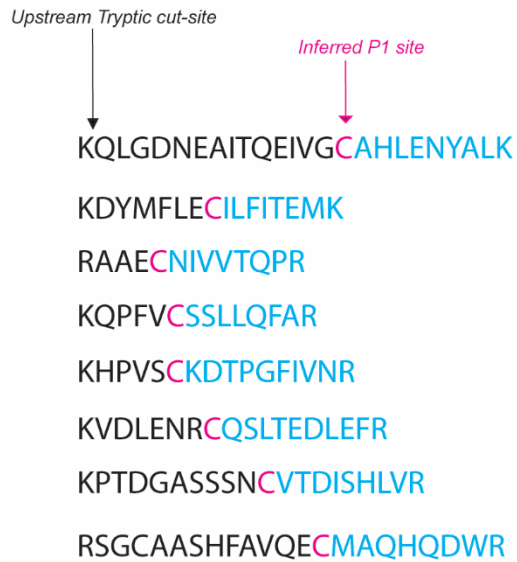 Upstream Tryptic cut-site
Inferred P1 site
KQLGDNEAITQEIVGCAHLENYALK
KDYMFLECILFITEMK
RAAECNIVVTQPR
KQPFVCSSLLQFAR
KHPVSCKDTPGFIVNR
KVDLENRCQSLTEDLEFR
KPTDGASSSNCVTDISHLVR
RSGCAASHFAVQECMAQHQDWR